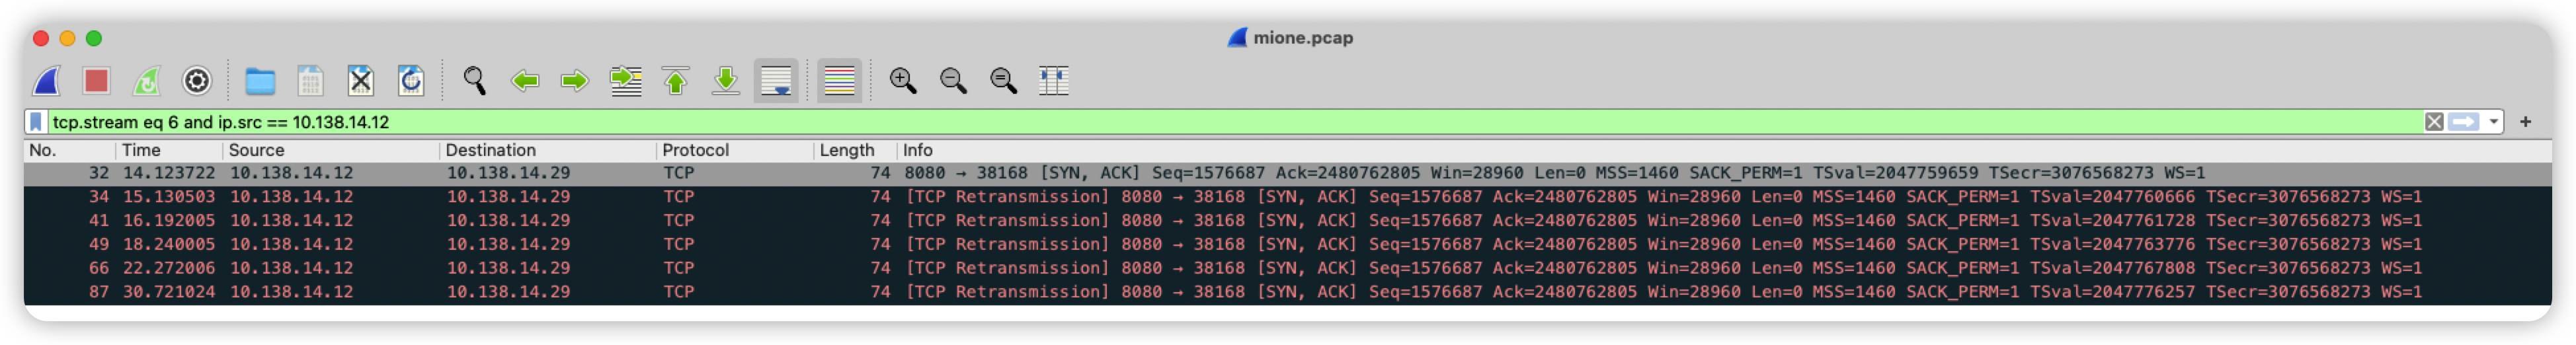 mione.pcap
tcp.stream eq 6 and ip.src == 10.138.14.12
No. Time Source Destination Protocol Length Info
32 14.123722 10.138.14.12 10.138.14.29 TCP 74 8080 → 38168 [SYN, ACK] Seq=1576687 Ack=2480762805 Win=28960 Len=0 MSS=1460 SACK_PERM=1 TSval=2047759659 TSecr=3076568273 WS=1
34 15.130503 10.138.14.12 10.138.14.29 TCP 74 [TCP Retransmission] 8080 → 38168 [SYN, ACK] Seq=1576687 Ack=2480762805 Win=28960 Len=0 MSS=1460 SACK_PERM=1 TSval=2047760666 TSecr=3076568273 WS=1
41 16.192005 10.138.14.12 10.138.14.29 TCP 74 [TCP Retransmission] 8080 → 38168 [SYN, ACK] Seq=1576687 Ack=2480762805 Win=28960 Len=0 MSS=1460 SACK_PERM=1 TSval=2047761728 TSecr=3076568273 WS=1
49 18.240005 10.138.14.12 10.138.14.29 TCP 74 [TCP Retransmission] 8080 → 38168 [SYN, ACK] Seq=1576687 Ack=2480762805 Win=28960 Len=0 MSS=1460 SACK_PERM=1 TSval=2047763776 TSecr=3076568273 WS=1
66 22.272006 10.138.14.12 10.138.14.29 TCP 74 [TCP Retransmission] 8080 → 38168 [SYN, ACK] Seq=1576687 Ack=2480762805 Win=28960 Len=0 MSS=1460 SACK_PERM=1 TSval=2047767808 TSecr=3076568273 WS=1
87 30.721024 10.138.14.12 10.138.14.29 TCP 74 [TCP Retransmission] 8080 → 38168 [SYN, ACK] Seq=1576687 Ack=2480762805 Win=28960 Len=0 MSS=1460 SACK_PERM=1 TSval=2047776257 TSecr=3076568273 WS=1